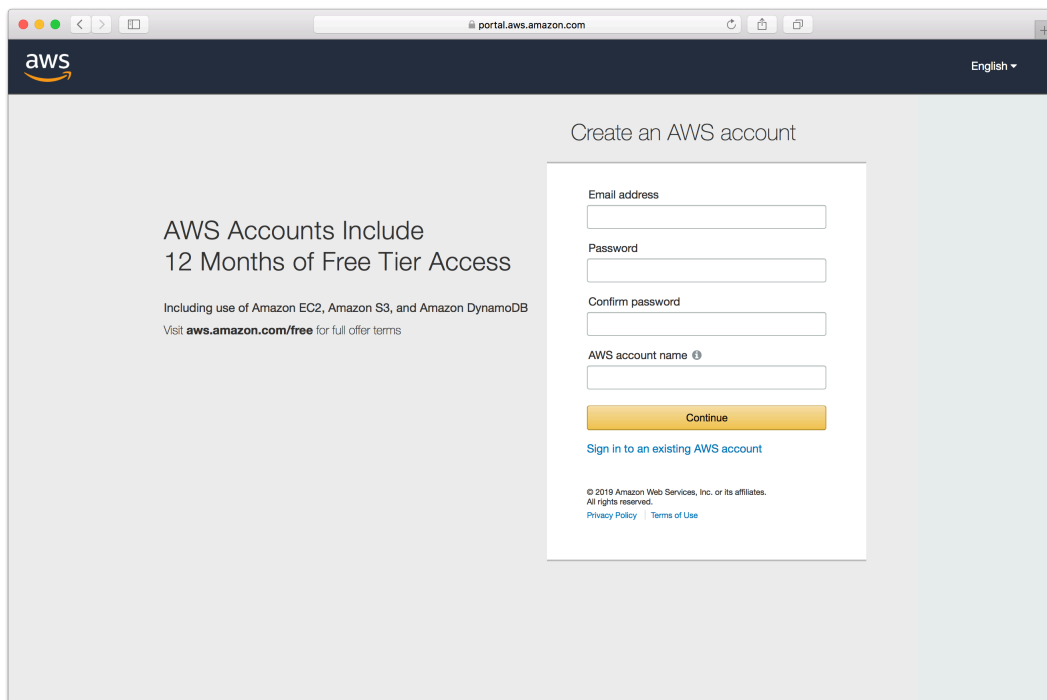 portal.aws.amazon.com
aws
English
Create an AWS account
AWS Accounts Include
12 Months of Free Tier Access
Including use of Amazon EC2, Amazon S3, and Amazon DynamoDB
Visit aws.amazon.com/free for full offer terms
Email address
Password
Confirm password
AWS account name
Continue
Sign in to an existing AWS account
© 2019 Amazon Web Services, Inc. or its affiliates.
All rights reserved.
Privacy Policy | Terms of Use